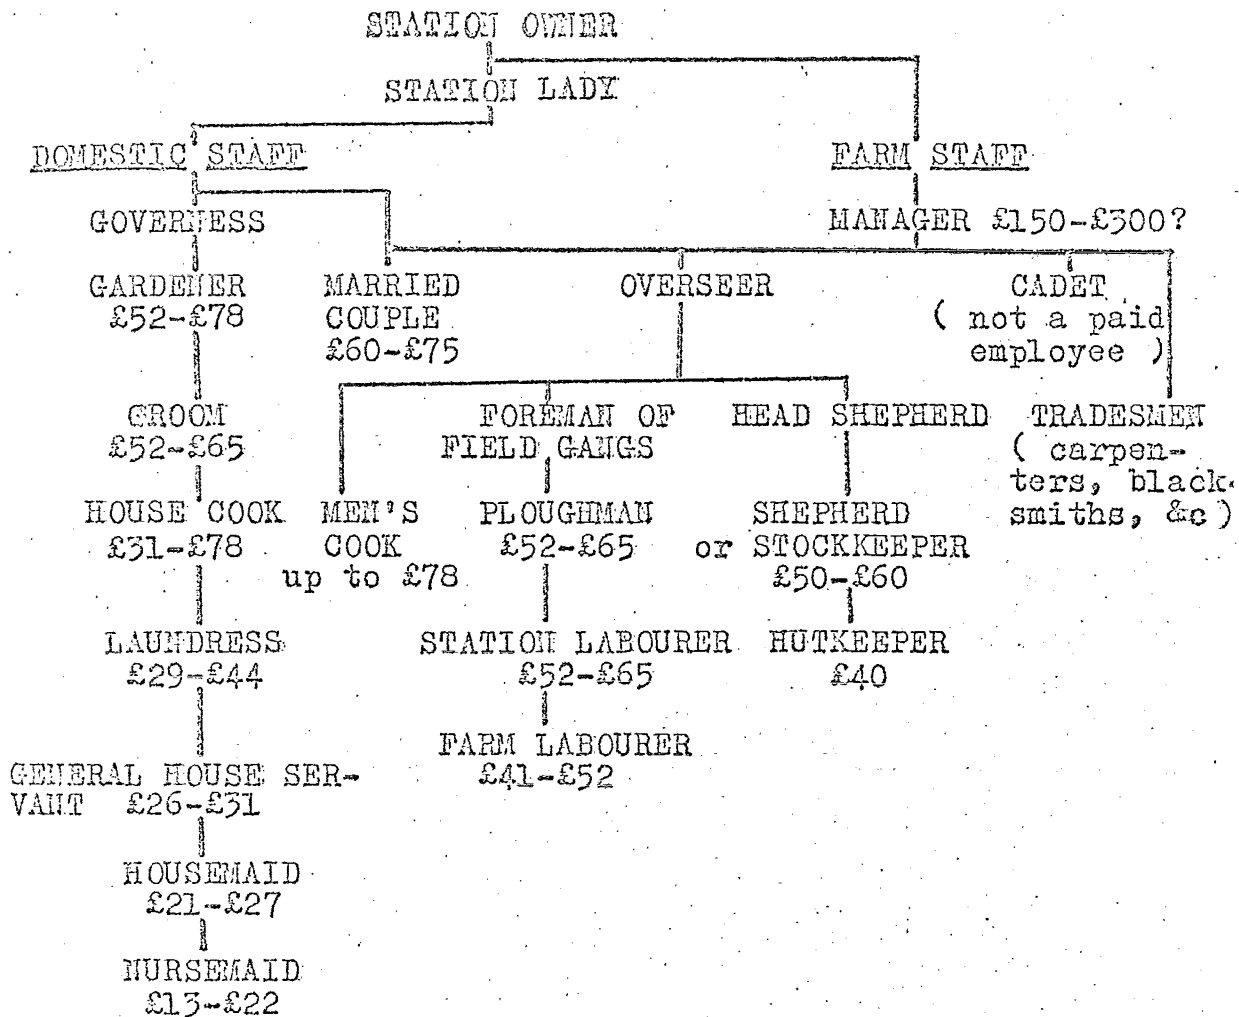 STATION OWNER
STATION LADY
DOMESTIC STAFF
FARM STAFF
GOVERNESS
MANAGER £150-£300?
GARDENER
£52-£78
MARRIED
COUPLE
£60-£75
OVERSEER
CADET
( not a paid
employee )
GROOM
£52-£65
FOREMAN OF
FIELD GANGS
HEAD SHEPHERD
TRADESMEN
( carpen-
ters, black-
smiths, &c )
HOUSE COOK
£31-£78
MEN'S
COOK
up to £78
PLOUGHMAN
£52-£65
SHEPHERD
or STOCKKEEPER
£50-£60
LAUNDRESS
£29-£44
STATION LABOURER
£52-£65
HUTKEEPER
£40
FARM LABOURER
£41-£52
GENERAL HOUSE SER-
VANT £26-£31
HOUSEMAID
£21-£27
NURSEMAID
£13-£22